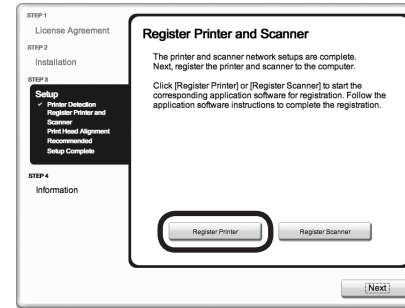 STEP 1
License Agreement
STEP 2
Installation
STEP 3
Setup
✓ Printer Detection
Register Printer and
Scanner
Print Head Alignment
Recommended
Setup Complete
STEP 4
Information
Register Printer and Scanner
The printer and scanner network setups are complete.
Next, register the printer and scanner to the computer.
Click [Register Printer] or [Register Scanner] to start the
corresponding application software for registration. Follow the
application software instructions to complete the registration.
Register Printer
Register Scanner
Next